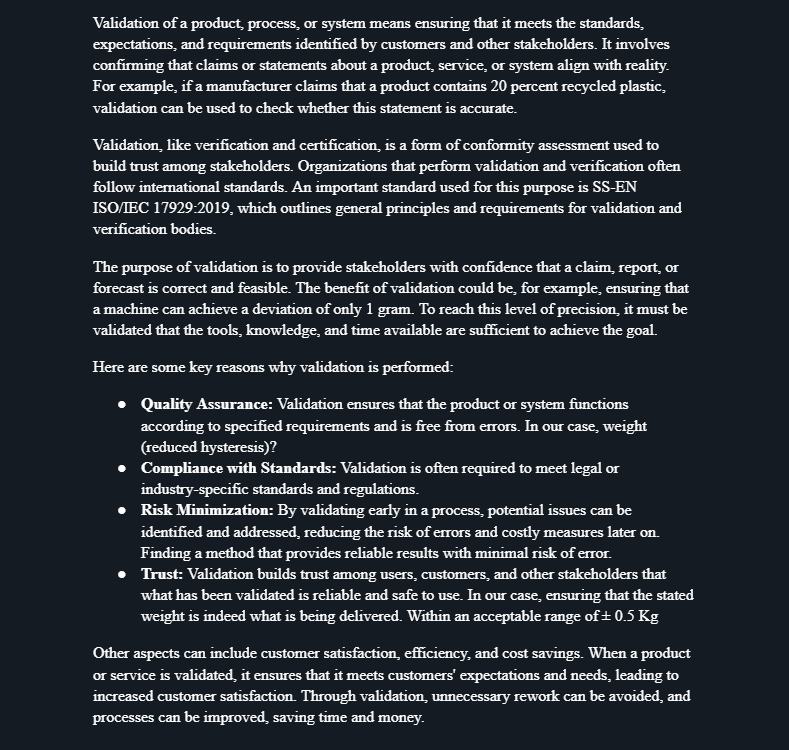 Validation of a product, process, or system means ensuring that it meets the standards,
expectations, and requirements identified by customers and other stakeholders. It involves
confirming that claims or statements about a product, service, or system align with reality.
For example, if a manufacturer claims that a product contains 20 percent recycled plastic,
validation can be used to check whether this statement is accurate.
Validation, like verification and certification, is a form of conformity assessment used to
build trust among stakeholders. Organizations that perform validation and verification often
follow international standards. An important standard used for this purpose is SS-EN
ISO/IEC 17929:2019, which outlines general principles and requirements for validation and
verification bodies.
The purpose of validation is to provide stakeholders with confidence that a claim, report, or
forecast is correct and feasible. The benefit of validation could be, for example, ensuring that
a machine can achieve a deviation of only 1 gram. To reach this level of precision, it must be
validated that the tools, knowledge, and time available are sufficient to achieve the goal.
Here are some key reasons why validation is performed:
● Quality Assurance: Validation ensures that the product or system functions
according to specified requirements and is free from errors. In our case, weight
(reduced hysteresis)?
● Compliance with Standards: Validation is often required to meet legal or
industry-specific standards and regulations.
● Risk Minimization: By validating early in a process, potential issues can be
identified and addressed, reducing the risk of errors and costly measures later on.
Finding a method that provides reliable results with minimal risk of error.
● Trust: Validation builds trust among users, customers, and other stakeholders that
what has been validated is reliable and safe to use. In our case, ensuring that the stated
weight is indeed what is being delivered. Within an acceptable range of ± 0.5 Kg
Other aspects can include customer satisfaction, efficiency, and cost savings. When a product
or service is validated, it ensures that it meets customers' expectations and needs, leading to
increased customer satisfaction. Through validation, unnecessary rework can be avoided, and
processes can be improved, saving time and money.